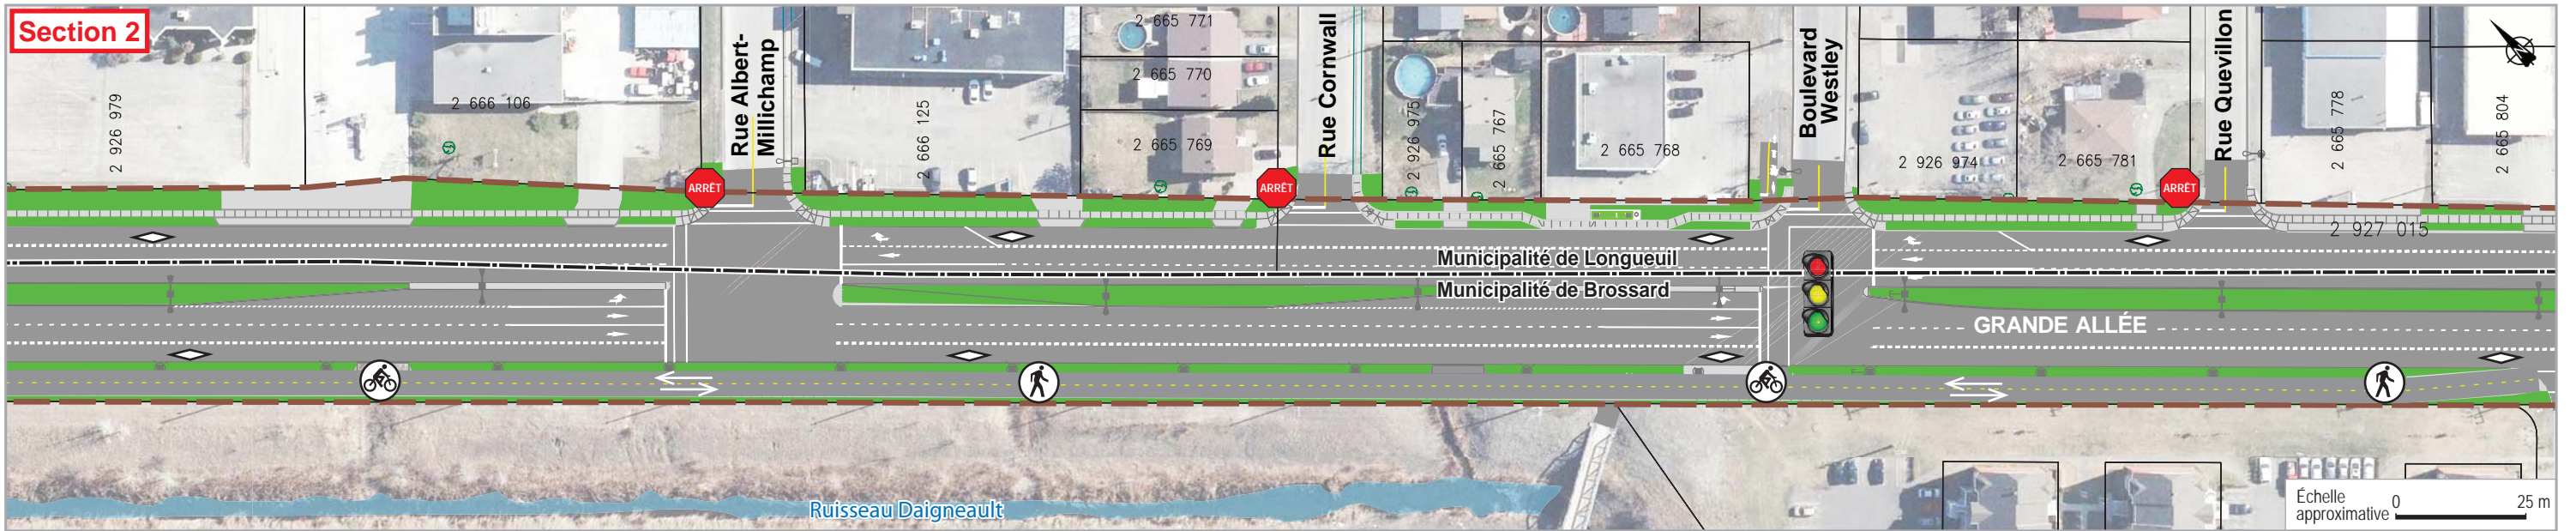 Section 2
2 926 979
2 666 106
Rue Albert-
Millichamp
2 666 125
2 665 771
2 665 770
2 665 769
Rue Cornwall
2 926 975
2 665 767
2 665 768
Boulevard
Westley
2 926 974
2 665 781
Rue Quevillon
2 665 778
2 665 804
ARRÊT
ARRÊT
ARRÊT
2 927 015
Municipalité de Longueuil
Municipalité de Brossard
GRANDE ALLÉE
Ruisseau Daigneault
Échelle
approximative
0
25 m